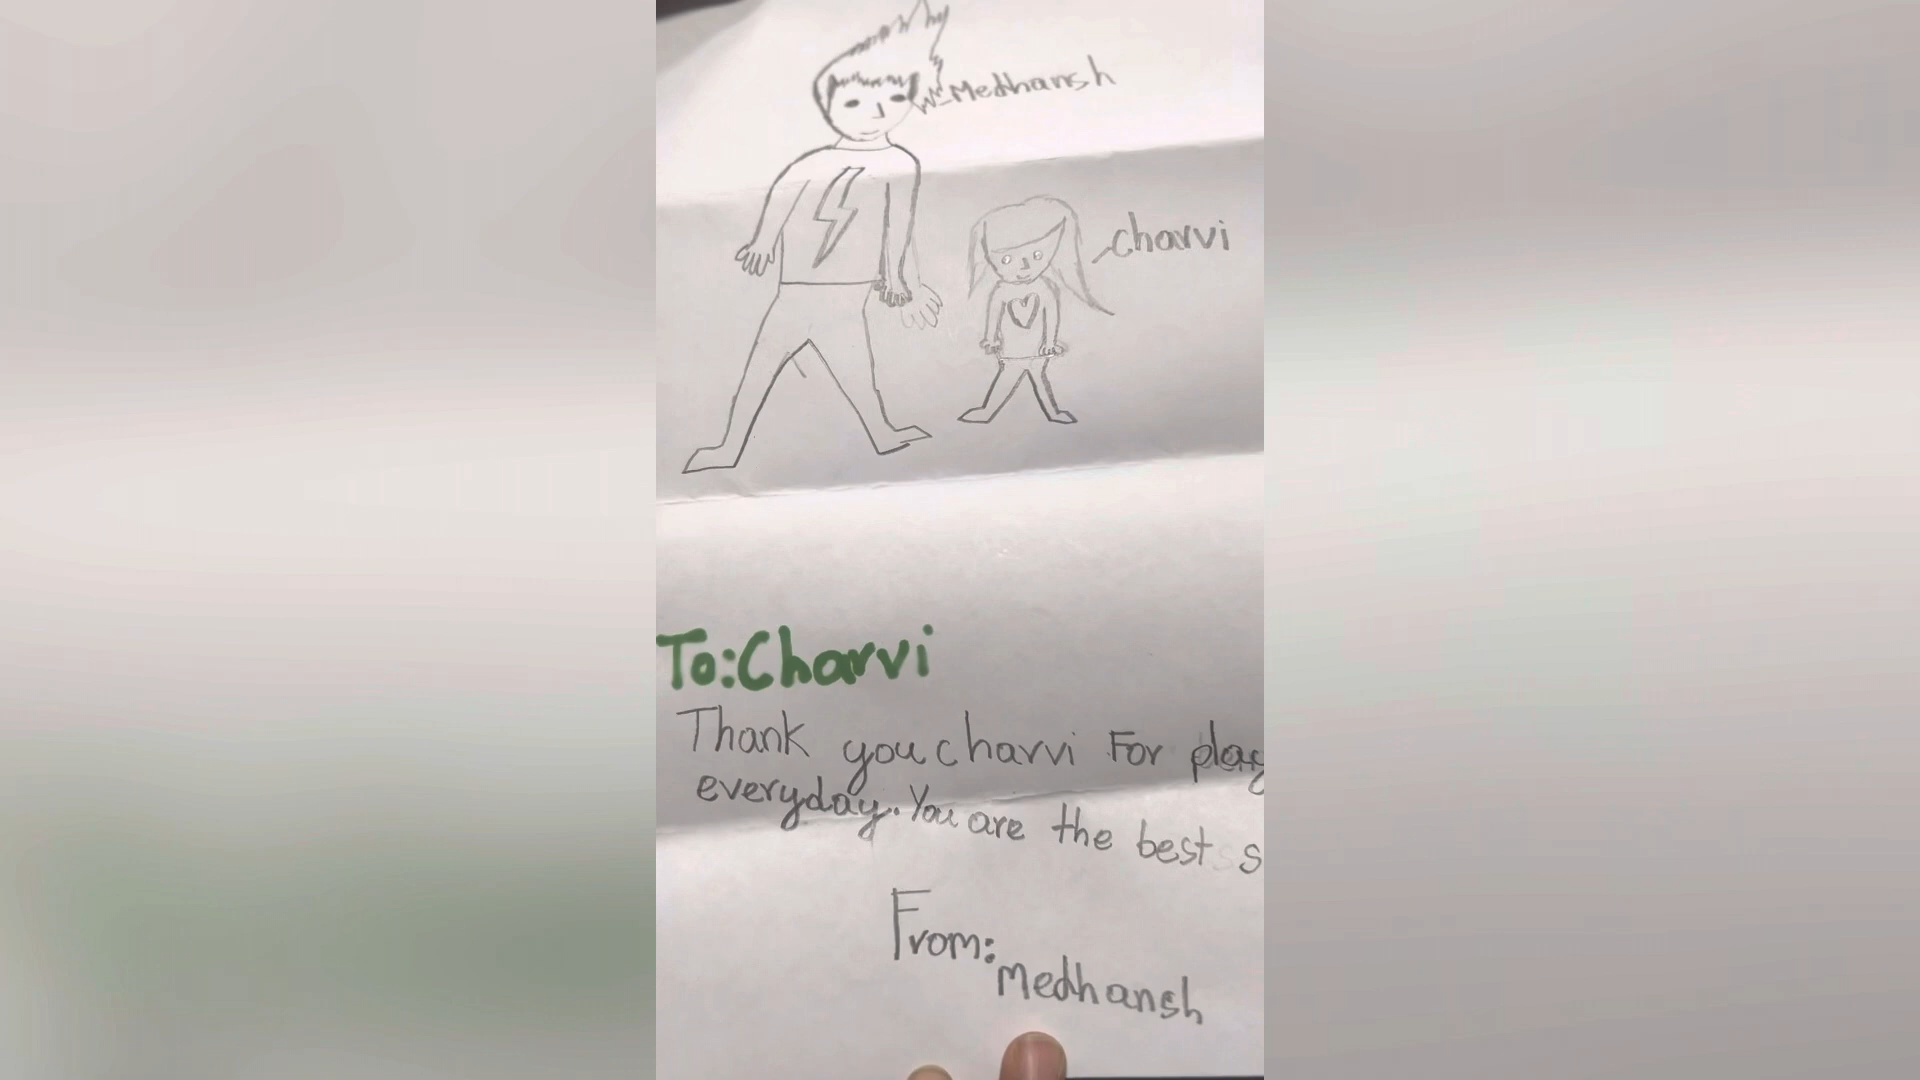 Medhansh
charvi
To:Charvi
Thank you charvi For
everyday. You are the best
From:
Medhansh